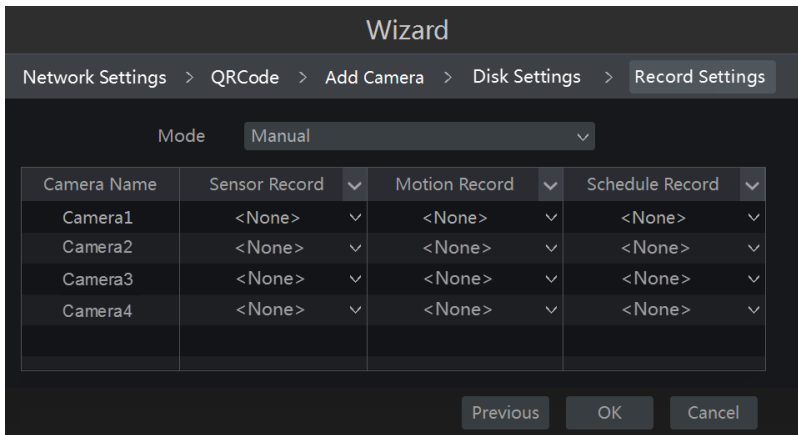 Wizard
Network Settings > QRCode > Add Camera > Disk Settings > Record Settings
Mode Manual
Camera Name Sensor Record Motion Record Schedule Record
Camera1 <None> <None> <None>
Camera2 <None> <None> <None>
Camera3 <None> <None> <None>
Camera4 <None> <None> <None>
Previous OK Cancel